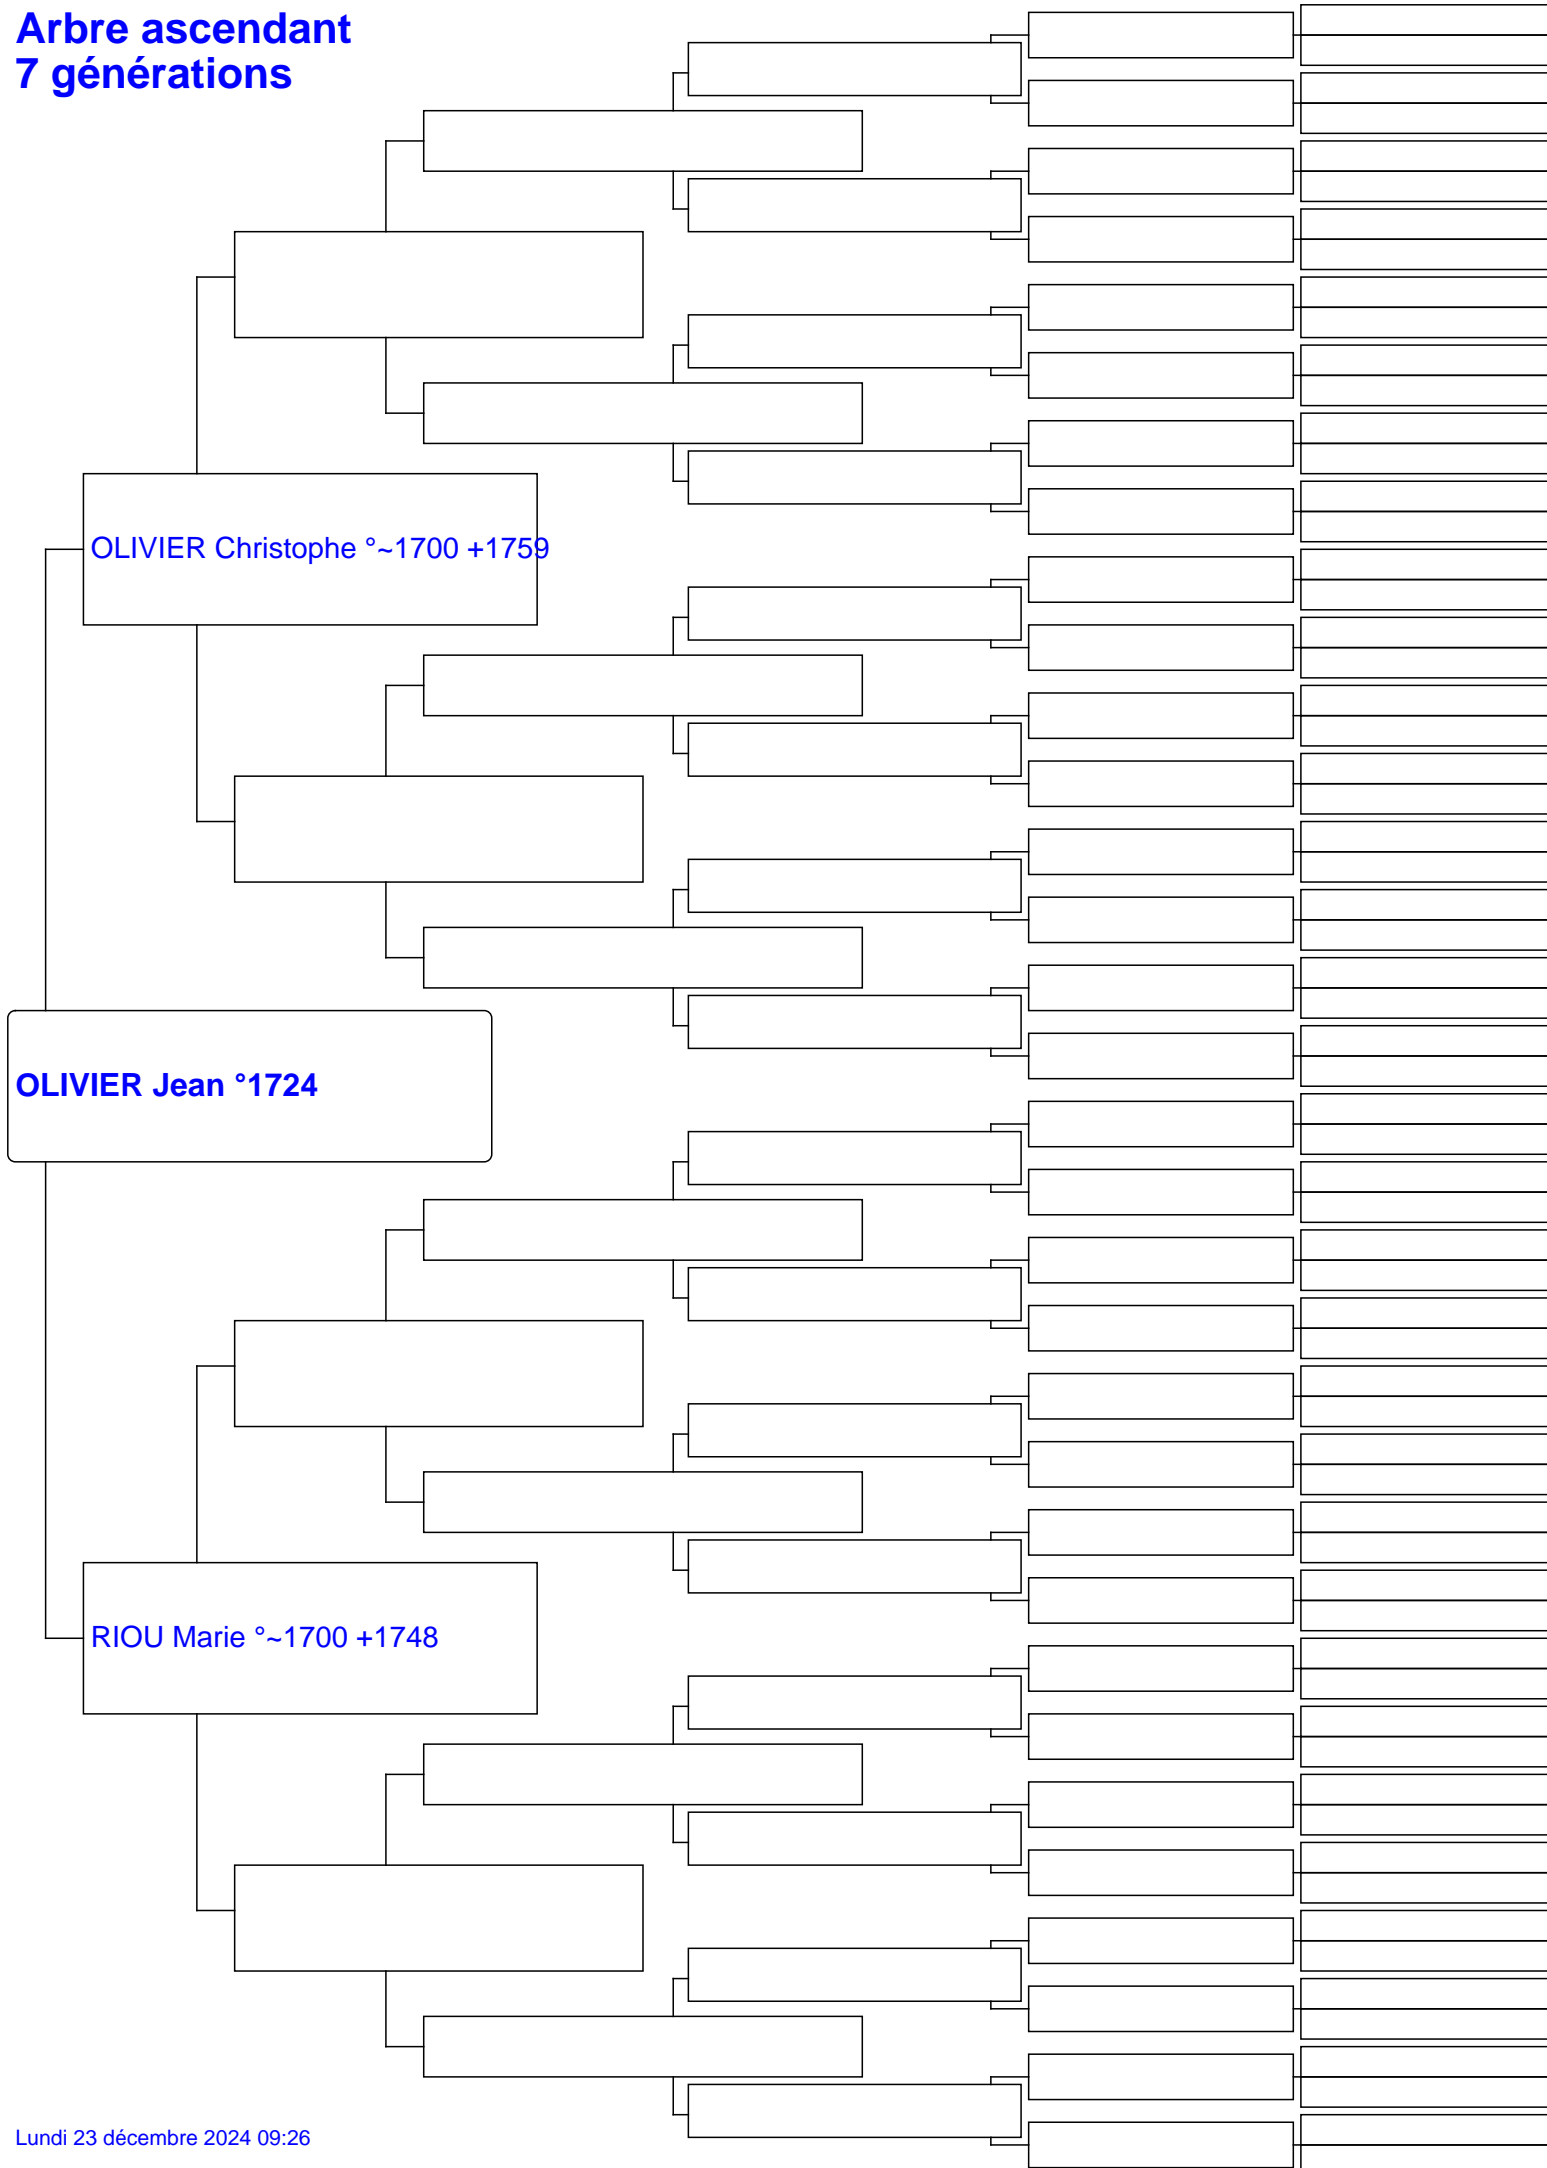 Arbre ascendant
7 générations
OLIVIER Christophe °~1700 +1759
OLIVIER Jean °1724
RIOU Marie °~1700 +1748
Lundi 23 décembre 2024 09:26